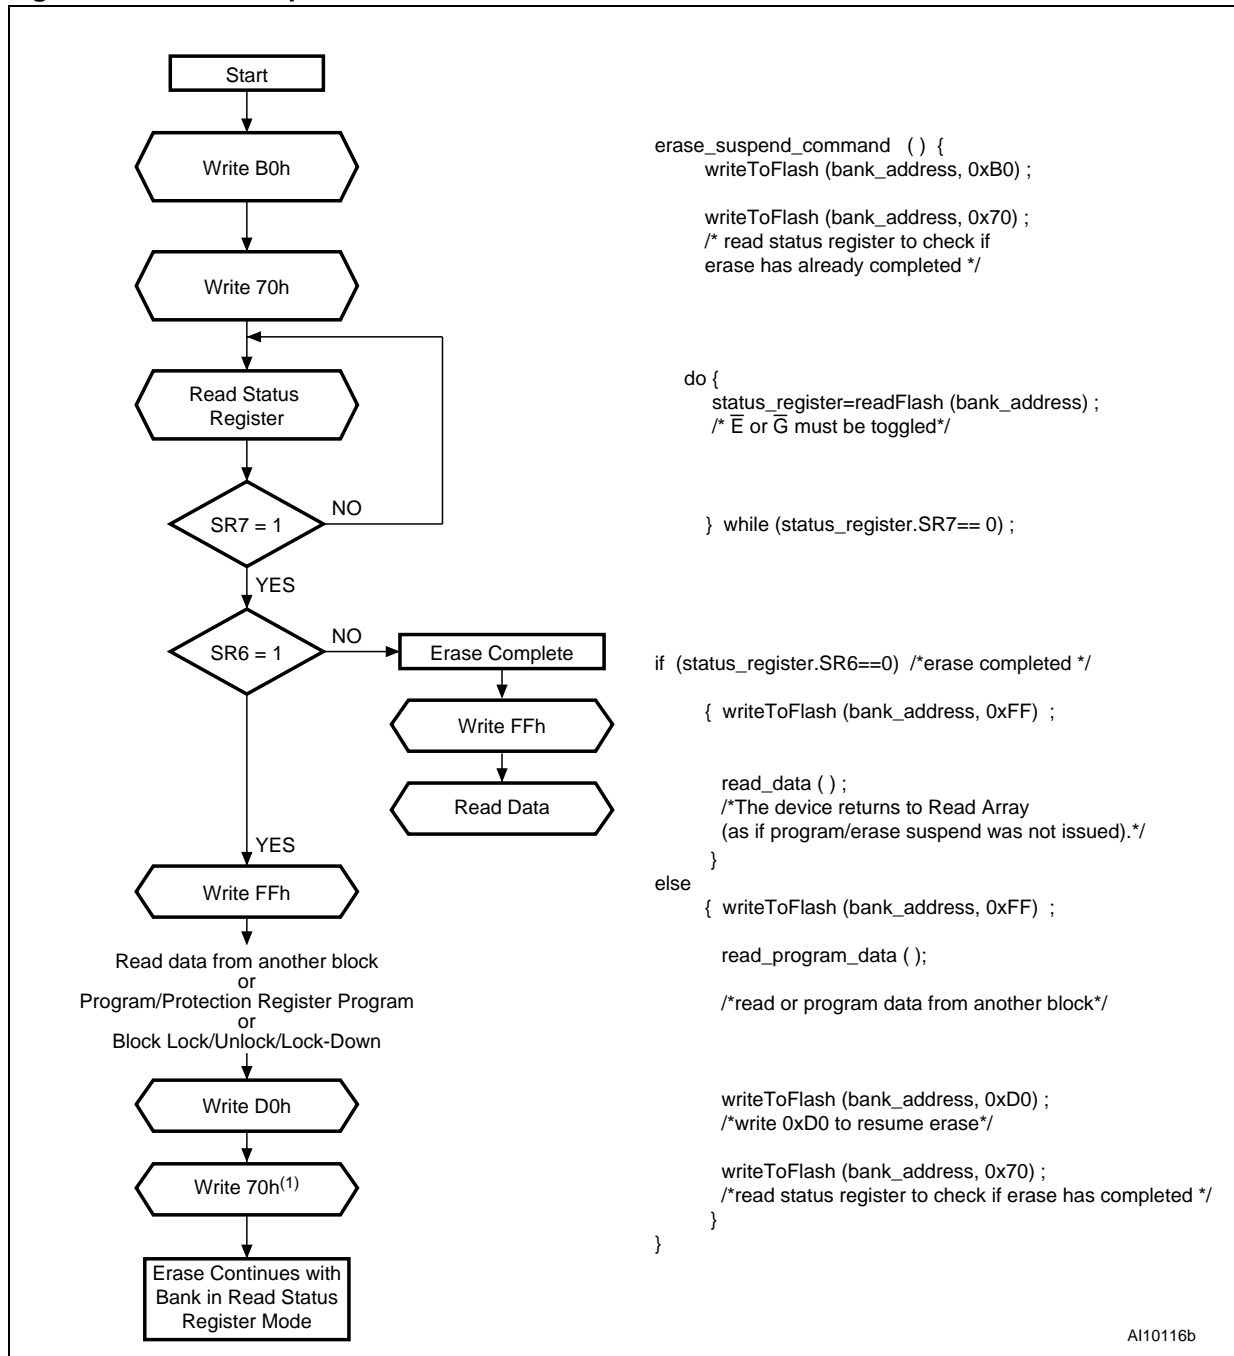 Start
Write B0h
Write 70h
Read Status
Register
SR7 = 1
NO
YES
SR6 = 1
NO
Erase Complete
Write FFh
Read Data
YES
Write FFh
Read data from another block
or
Program/Protection Register Program
or
Block Lock/Unlock/Lock-Down
Write D0h
Write 70h(1)
Erase Continues with
Bank in Read Status
Register Mode
erase_suspend_command ( ) {
writeToFlash (bank_address, 0xB0) ;
writeToFlash (bank_address, 0x70) ;
/* read status register to check if
erase has already completed */
do {
status_register=readFlash (bank_address) ;
/* E̅ or G̅ must be toggled*/
} while (status_register.SR7== 0) ;
if (status_register.SR6==0) /*erase completed */
{ writeToFlash (bank_address, 0xFF) ;
read_data ( ) ;
/*The device returns to Read Array
(as if program/erase suspend was not issued).*/
}
else
{ writeToFlash (bank_address, 0xFF) ;
read_program_data ( );
/*read or program data from another block*/
writeToFlash (bank_address, 0xD0) ;
/*write 0xD0 to resume erase*/
writeToFlash (bank_address, 0x70) ;
/*read status register to check if erase has completed */
}
}
AI10116b